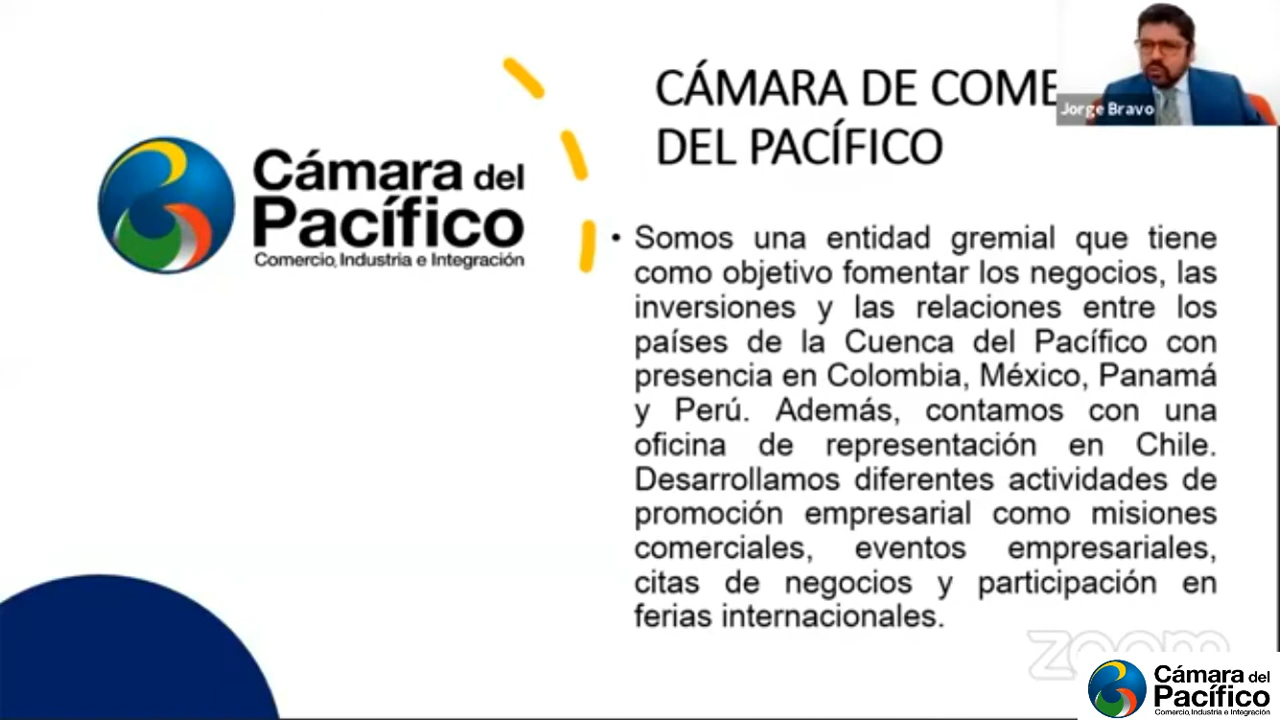 CÁMARA DE COME
DEL PACÍFICO
Jorge Bravo
Cámara del
Pacífico
Comercio, Industria e Integración
• Somos una entidad gremial que tiene
como objetivo fomentar los negocios, las
inversiones y las relaciones entre los
países de la Cuenca del Pacífico con
presencia en Colombia, México, Panamá
y Perú. Además, contamos con una
oficina de representación en Chile.
Desarrollamos diferentes actividades de
promoción empresarial como misiones
comerciales, eventos empresariales,
citas de negocios y participación en
ferias internacionales.
zoom
Cámara del
Pacífico
Comercio, Industria e Integración